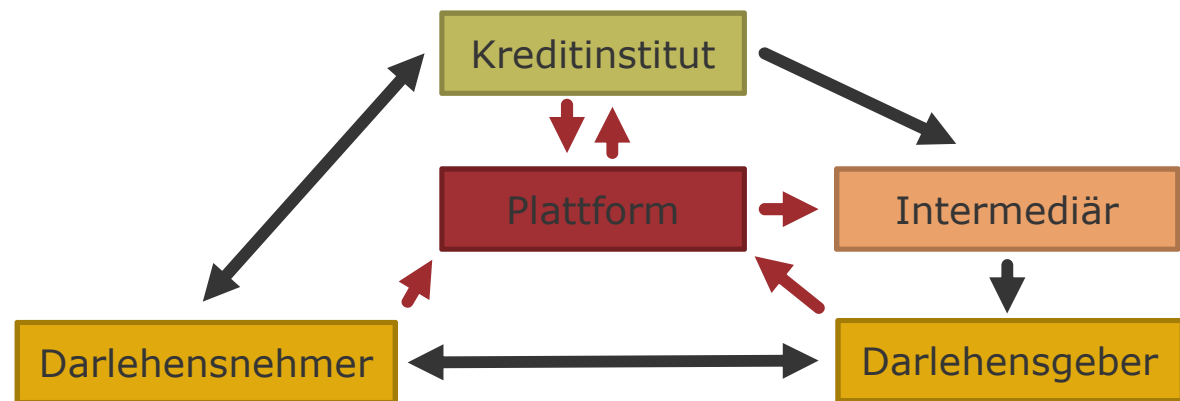 Kreditinstitut
Plattform
Intermediär
Darlehensnehmer
Darlehensgeber